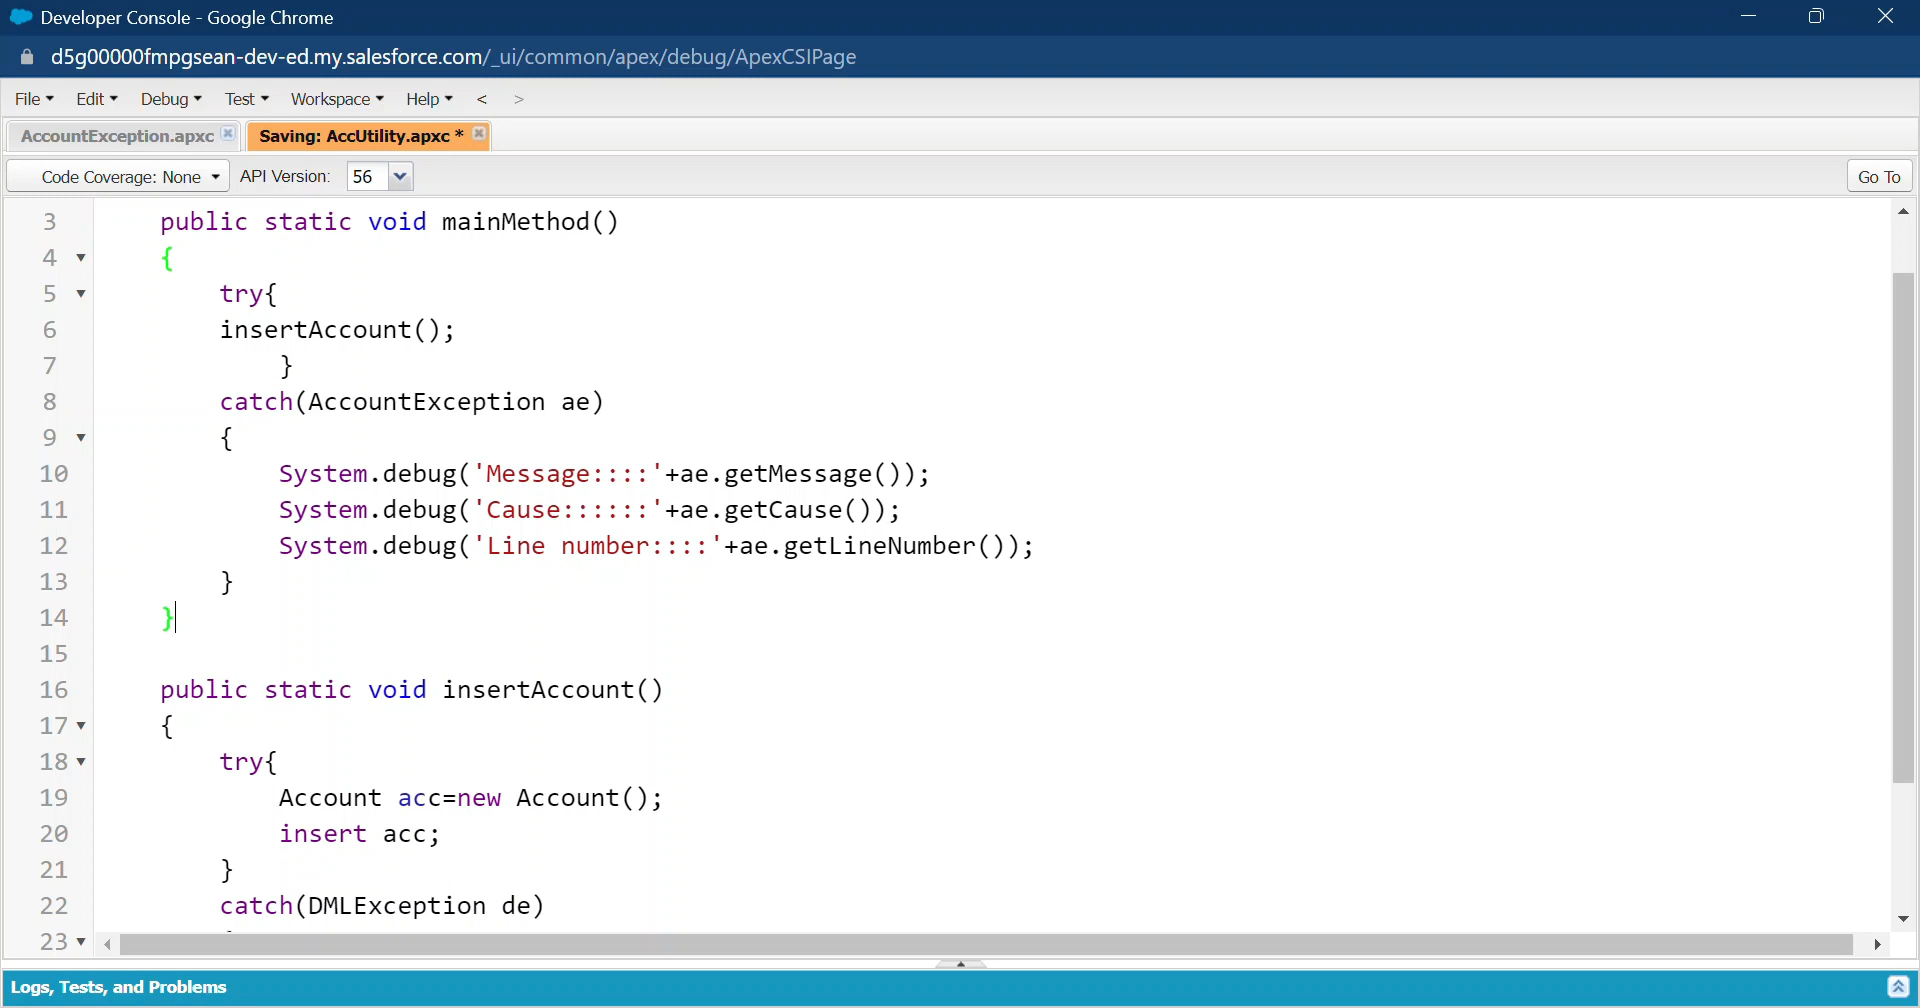 Developer Console - Google Chrome
d5g00000fmpgsean-dev-ed.my.salesforce.com/_ui/common/apex/debug/ApexCSIPage
File Edit Debug Test Workspace Help < >
AccountException.apxc Saving: AccUtility.apxc *
Code Coverage: None API Version: 56 Go To
3 public static void mainMethod()
4 {
5 try{
6 insertAccount();
7 }
8 catch(AccountException ae)
9 {
10 System.debug('Message::::'+ae.getMessage());
11 System.debug('Cause::::::'+ae.getCause());
12 System.debug('Line number::::'+ae.getLineNumber());
13 }
14 }
15
16 public static void insertAccount()
17 {
18 try{
19 Account acc=new Account();
20 insert acc;
21 }
22 catch(DMLException de)
23
Logs, Tests, and Problems